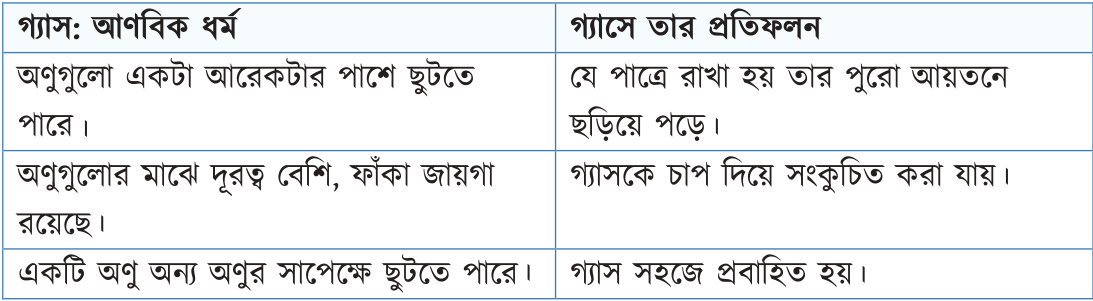 গ্যাস: আণবিক ধর্ম
গ্যাসে তার প্রতিফলন
অণুগুলো একটা আরেকটার পাশে ছুটতে
পারে।
যে পাত্রে রাখা হয় তার পুরো আয়তনে
ছড়িয়ে পড়ে।
অণুগুলোর মাঝে দূরত্ব বেশি, ফাঁকা জায়গা
রয়েছে।
গ্যাসকে চাপ দিয়ে সংকুচিত করা যায়।
একটি অণু অন্য অণুর সাপেক্ষে ছুটতে পারে।
গ্যাস সহজে প্রবাহিত হয়।